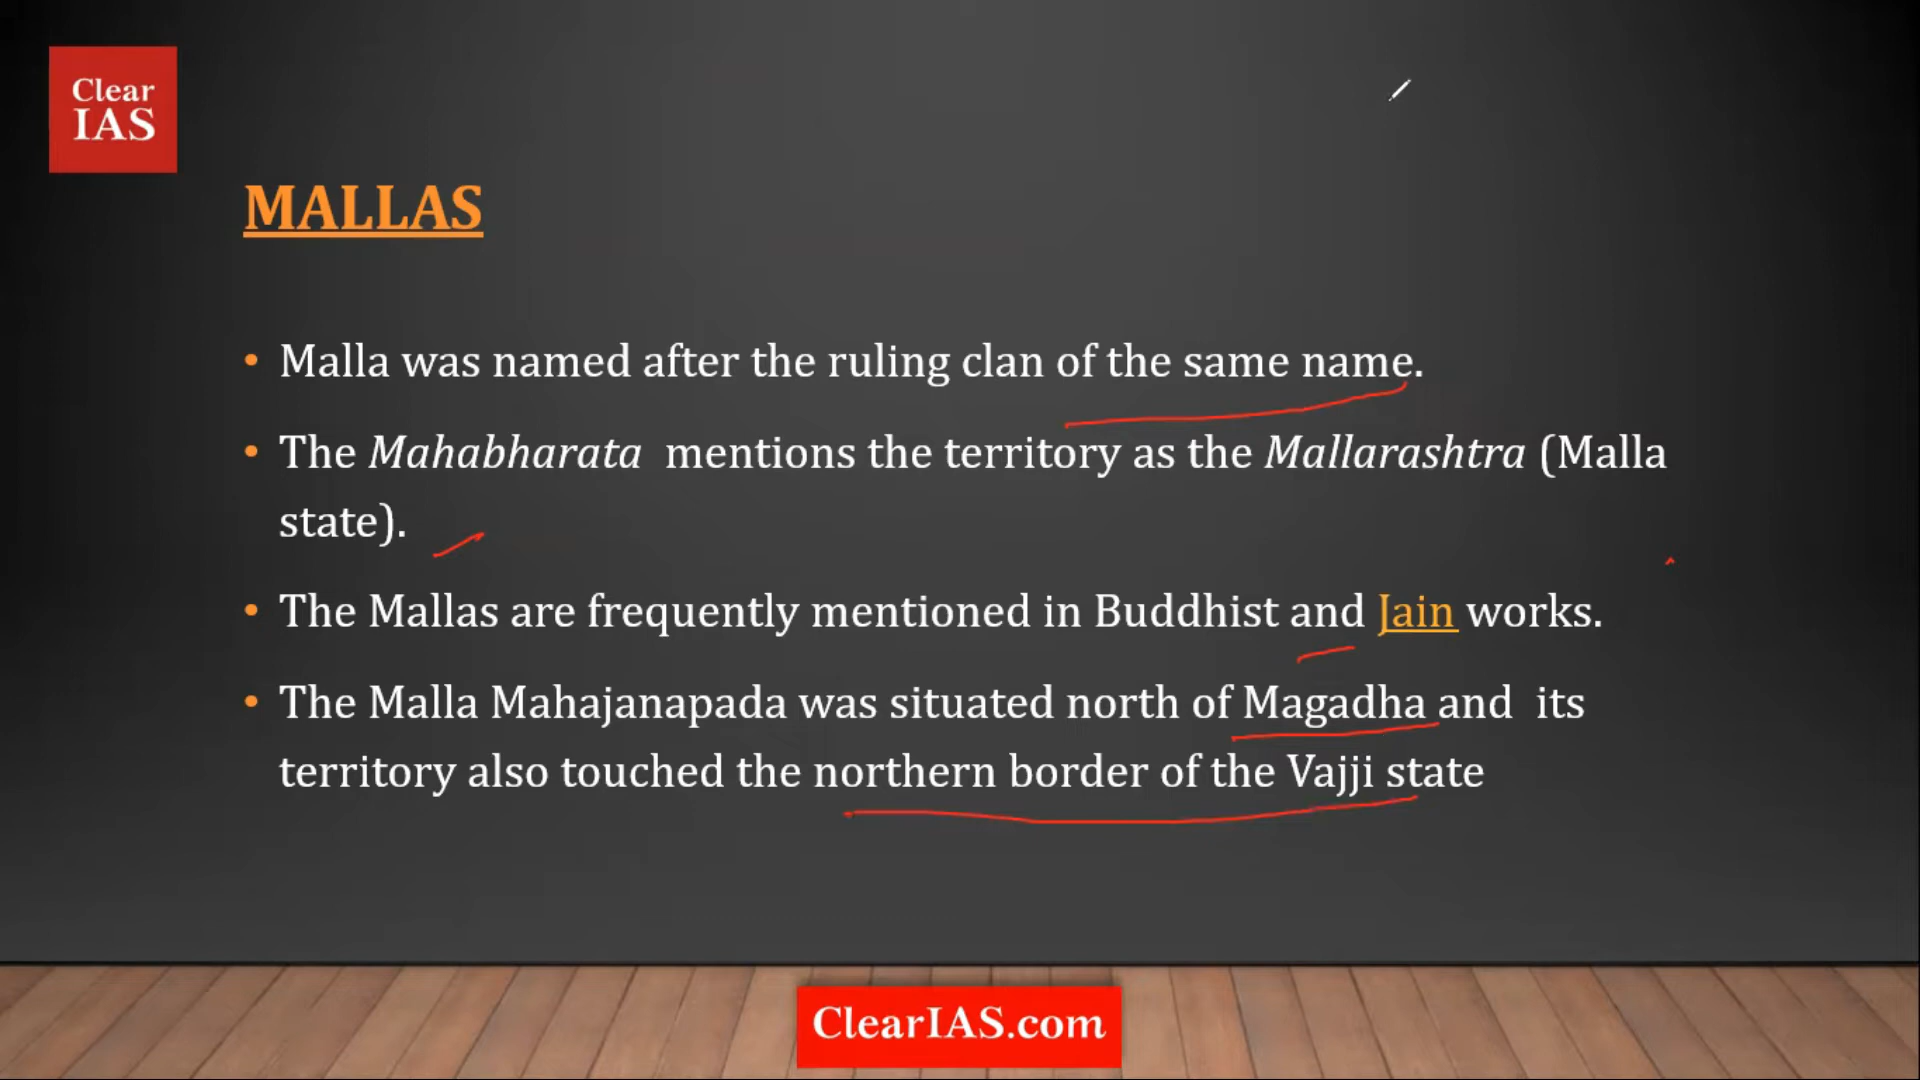 Clear
IAS
MALLAS
• Malla was named after the ruling clan of the same name.
• The Mahabharata mentions the territory as the Mallarashtra (Malla
state).
• The Mallas are frequently mentioned in Buddhist and Jain works.
• The Malla Mahajanapada was situated north of Magadha and its
territory also touched the northern border of the Vajji state
ClearIAS.com